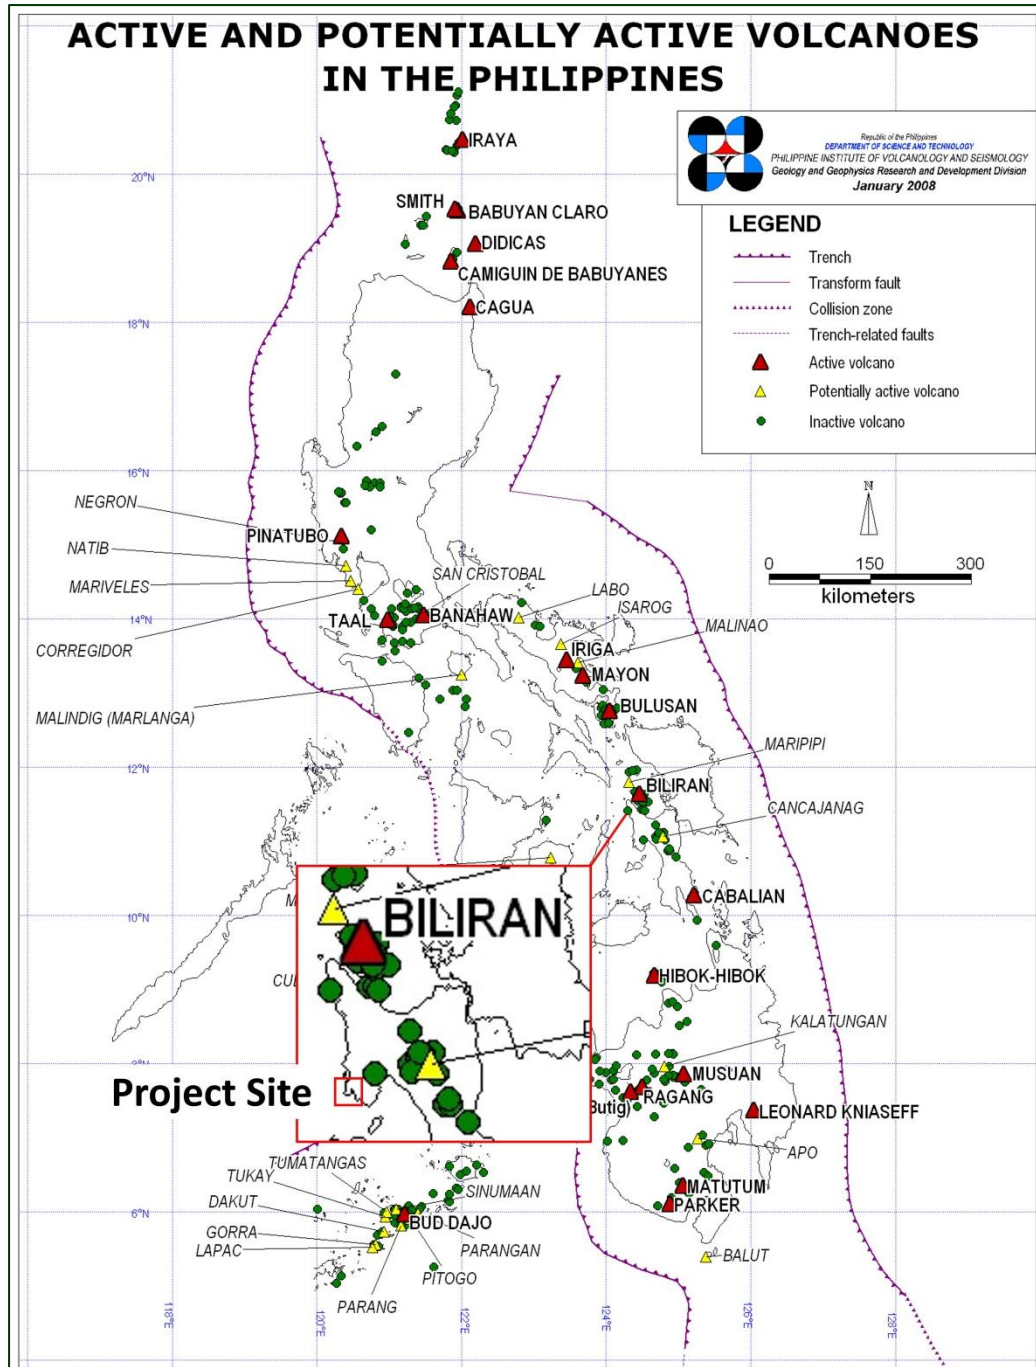 ACTIVE AND POTENTIALLY ACTIVE VOLCANOES
IN THE PHILIPPINES
Republic of the Philippines
DEPARTMENT OF SCIENCE AND TECHNOLOGY
PHILIPPINE INSTITUTE OF VOLCANOLOGY AND SEISMOLOGY
Geology and Geophysics Research and Development Division
January 2008
LEGEND
Trench
Transform fault
Collision zone
Trench-related faults
Active volcano
Potentially active volcano
Inactive volcano
N
0 150 300
kilometers
IRAYA
20°N
SMITH
BABUYAN CLARO
DIDICAS
CAMIGUIN DE BABUYANES
CAGUA
18°N
16°N
NEGRON
PINATUBO
NATIB
MARIVELES
SAN CRISTOBAL
LABO
ISAROG
14°N
TAAL
BANAHAW
MALINAO
CORREGIDOR
IRIGA
MAYON
MALINDIG (MARLANGA)
BULUSAN
MARIPIPI
12°N
BILIRAN
CANCAJANAG
CABALIAN
10°N
BILIRAN
HIBOK-HIBOK
KALATUNGAN
8°N
MUSUAN
Project Site
RAGANG
Butig)
LEONARD KNIASEFF
APO
TUMATANGAS
TUKAY
SINUMAAN
MATUTUM
DAKUT
PARKER
6°N
BUD DAJO
GORRA
LAPAC
PARANGAN
BALUT
PITOGO
PARANG
118°E
120°E
122°E
124°E
126°E
128°E